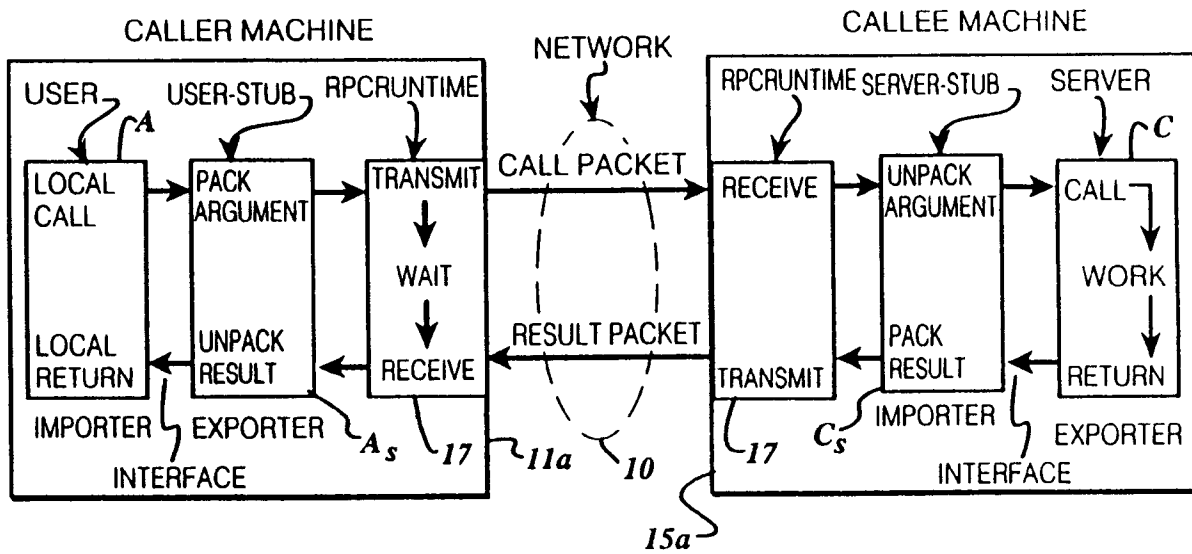 CALLER MACHINE
NETWORK
CALLEE MACHINE
USER
USER-STUB
RPCRUNTIME
A
LOCAL
CALL
PACK
ARGUMENT
TRANSMIT
WAIT
RECEIVE
LOCAL
RETURN
UNPACK
RESULT
IMPORTER
EXPORTER
INTERFACE
As
17
11a
CALL PACKET
RESULT PACKET
10
RPCRUNTIME
SERVER-STUB
SERVER
C
RECEIVE
UNPACK
ARGUMENT
CALL
WORK
RETURN
TRANSMIT
PACK
RESULT
17
Cs
IMPORTER
EXPORTER
INTERFACE
15a